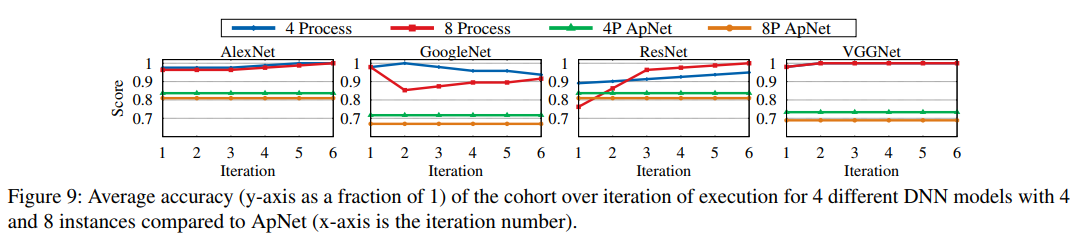 4 Process 8 Process 4P ApNet 8P ApNet
AlexNet GoogleNet ResNet VGGNet
1 1 1 1
0.9 0.9 0.9 0.9
0.8 0.8 0.8 0.8
0.7 0.7 0.7 0.7
Score
1 2 3 4 5 6 1 2 3 4 5 6 1 2 3 4 5 6 1 2 3 4 5 6
Iteration Iteration Iteration Iteration
Figure 9: Average accuracy (y-axis as a fraction of 1) of the cohort over iteration of execution for 4 different DNN models with 4
and 8 instances compared to ApNet (x-axis is the iteration number).